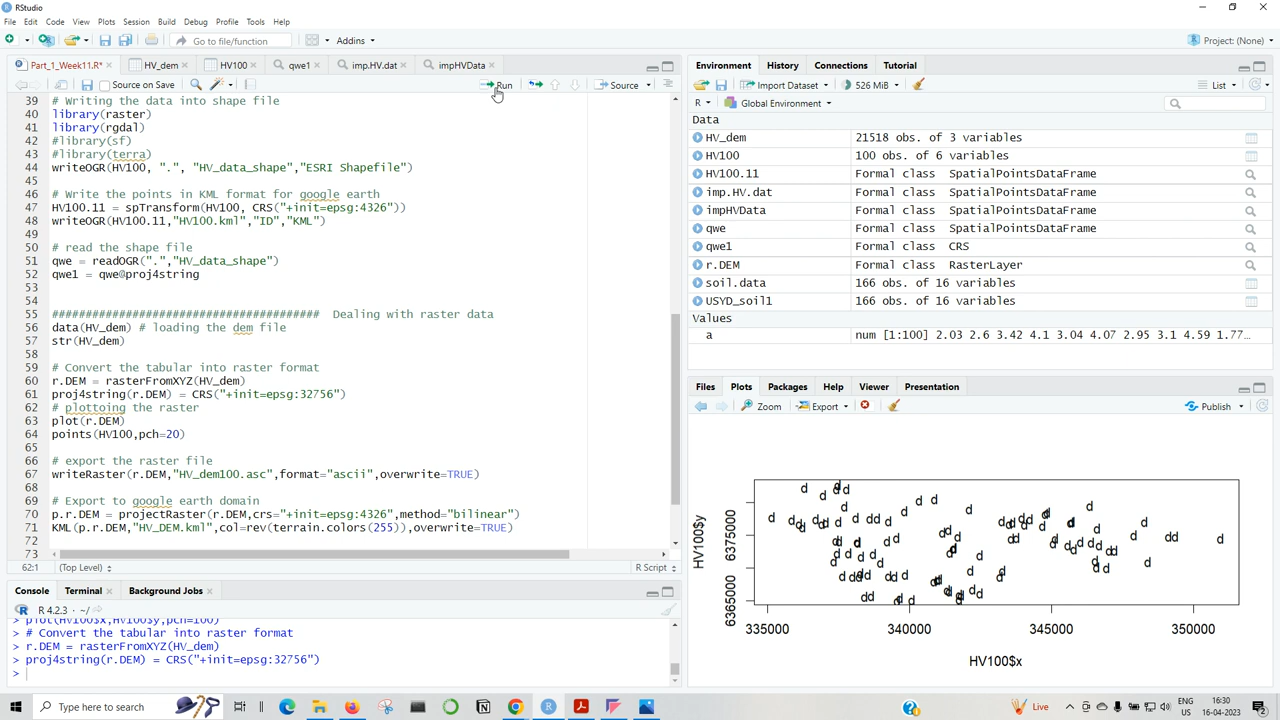 RStudio
File Edit Code View Plots Session Build Debug Profile Tools Help
Go to file/function Addins Project: (None)
Part_1_Week11.R* HV_dem HV100 qwe1 imp.HV.dat impHVData
Source on Save Run Source
39 # Writing the data into shape file
40 library(raster)
41 library(rgdal)
42 #library(sf)
43 #library(terra)
44 writeOGR(HV100, ".", "HV_data_shape","ESRI Shapefile")
45
46 # Write the points in KML format for google earth
47 HV100.11 = spTransform(HV100, CRS("+init=epsg:4326"))
48 writeOGR(HV100.11,"HV100.kml","ID","KML")
49
50 # read the shape file
51 qwe = readOGR(".","HV_data_shape")
52 qwe1 = qwe@proj4string
53
54
55 ####################################### Dealing with raster data
56 data(HV_dem) # loading the dem file
57 str(HV_dem)
58
59 # Convert the tabular into raster format
60 r.DEM = rasterFromXYZ(HV_dem)
61 proj4string(r.DEM) = CRS("+init=epsg:32756")
62 # plottoing the raster
63 plot(r.DEM)
64 points(HV100,pch=20)
65
66 # export the raster file
67 writeRaster(r.DEM,"HV_dem100.asc",format="ascii",overwrite=TRUE)
68
69 # Export to google earth domain
70 p.r.DEM = projectRaster(r.DEM,crs="+init=epsg:4326",method="bilinear")
71 KML(p.r.DEM,"HV_DEM.kml",col=rev(terrain.colors(255)),overwrite=TRUE)
72
73
62:1 (Top Level) R Script
Console Terminal Background Jobs
R 4.2.3 · ~/
> plot(HV100$x,HV100$y,pch=100)
> # Convert the tabular into raster format
> r.DEM = rasterFromXYZ(HV_dem)
> proj4string(r.DEM) = CRS("+init=epsg:32756")
>
Environment History Connections Tutorial
Import Dataset 526 MiB List
R Global Environment
Data
HV_dem 21518 obs. of 3 variables
HV100 100 obs. of 6 variables
HV100.11 Formal class SpatialPointsDataFrame
imp.HV.dat Formal class SpatialPointsDataFrame
impHVData Formal class SpatialPointsDataFrame
qwe Formal class SpatialPointsDataFrame
qwe1 Formal class CRS
r.DEM Formal class RasterLayer
soil.data 166 obs. of 16 variables
USYD_soil1 166 obs. of 16 variables
Values
a num [1:100] 2.03 2.6 3.42 4.1 3.04 4.07 2.95 3.1 4.59 1.77…
Files Plots Packages Help Viewer Presentation
Zoom Export Publish
HV100$y
6375000
6365000
335000 340000 345000 350000
HV100$x
Type here to search
Live
ENG
US
16:30
16-04-2023
2